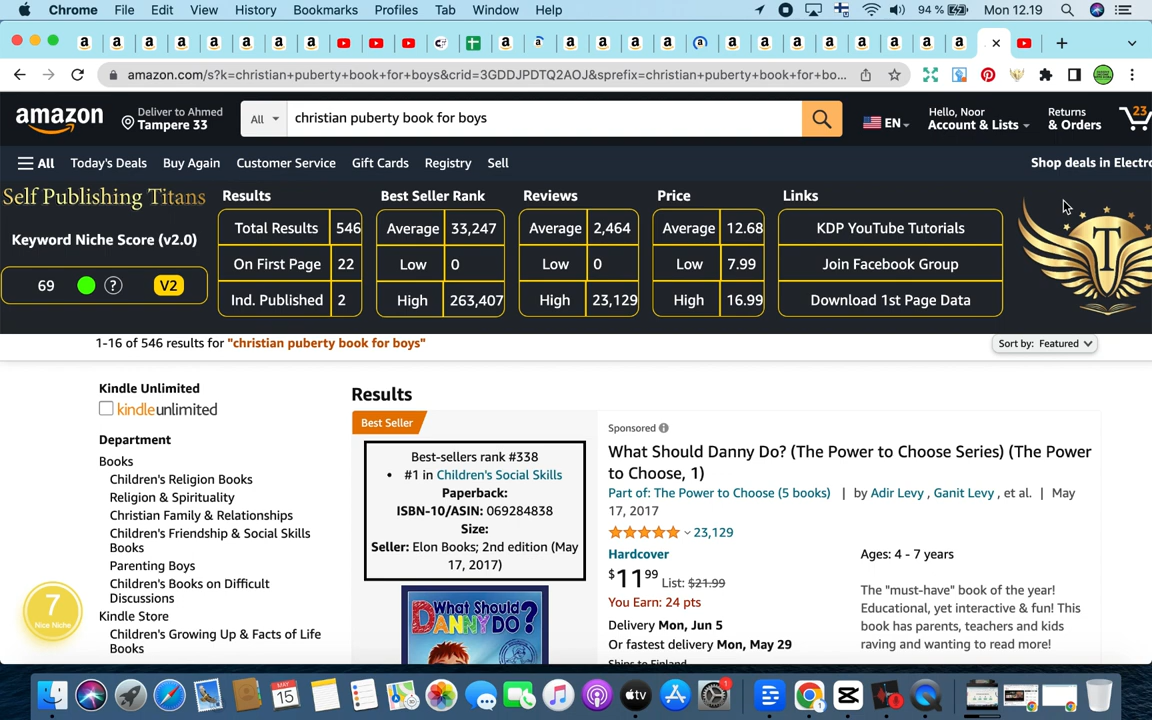 Chrome File Edit View History Bookmarks Profiles Tab Window Help 94 % Mon 12.19
amazon.com/s?k=christian+puberty+book+for+boys&crid=3GDDJPDTQ2AOJ&sprefix=christian+puberty+book+for+bo...
amazon
Deliver to Ahmed
Tampere 33
All christian puberty book for boys
EN
Hello, Noor
Account & Lists
Returns
& Orders
23
All Today's Deals Buy Again Customer Service Gift Cards Registry Sell Shop deals in Electro
Self Publishing Titans
Keyword Niche Score (v2.0)
69 ? V2
Results
Total Results 546
On First Page 22
Ind. Published 2
Best Seller Rank
Average 33,247
Low 0
High 263,407
Reviews
Average 2,464
Low 0
High 23,129
Price
Average 12.68
Low 7.99
High 16.99
Links
KDP YouTube Tutorials
Join Facebook Group
Download 1st Page Data
T
1-16 of 546 results for "christian puberty book for boys"
Sort by: Featured
Kindle Unlimited
kindleunlimited
Department
Books
Children's Religion Books
Religion & Spirituality
Christian Family & Relationships
Children's Friendship & Social Skills
Books
Parenting Boys
Children's Books on Difficult
Discussions
Kindle Store
Children's Growing Up & Facts of Life
Books
7
Nice Niche
Results
Best Seller
Best-sellers rank #338
#1 in Children's Social Skills
Paperback:
ISBN-10/ASIN: 069284838
Size:
Seller: Elon Books; 2nd edition (May
17, 2017)
What Should
DANNY DO?
Sponsored
What Should Danny Do? (The Power to Choose Series) (The Power
to Choose, 1)
Part of: The Power to Choose (5 books) | by Adir Levy , Ganit Levy , et al. | May
17, 2017
23,129
Hardcover
$11 99 List: $21.99
You Earn: 24 pts
Delivery Mon, Jun 5
Or fastest delivery Mon, May 29
Ships to Finland
Ages: 4 - 7 years
The "must-have" book of the year!
Educational, yet interactive & fun! This
book has parents, teachers and kids
raving and wanting to read more!
MAY
15
1
tv